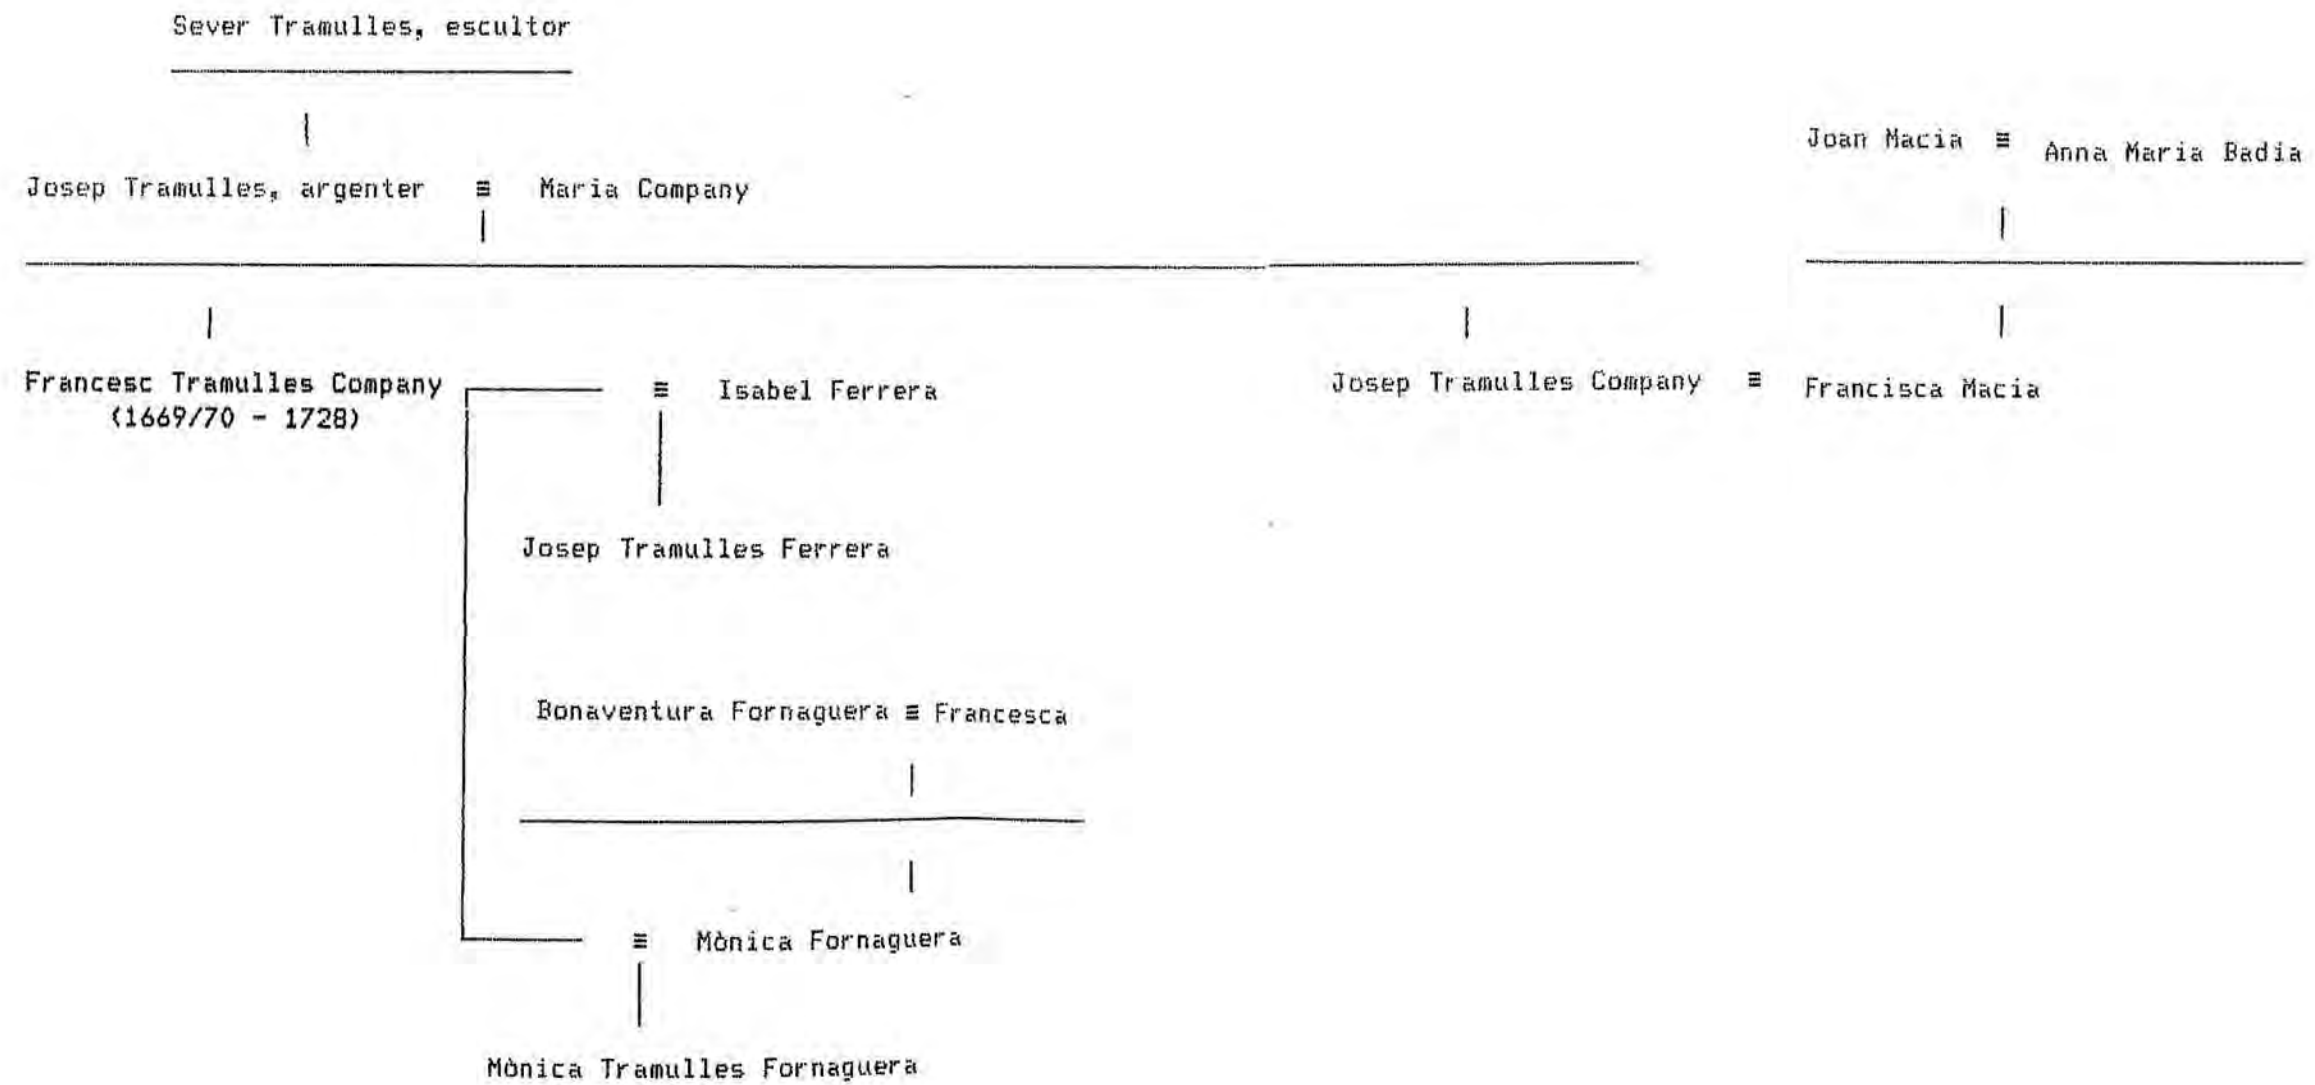 Sever Tramulles, escultor
Joan Macia ≡ Anna Maria Badia
Josep Tramulles, argenter ≡ Maria Company
Francesc Tramulles Company ≡ Isabel Ferrera
Josep Tramulles Company ≡ Francisca Macia
(1669/70 - 1728)
Josep Tramulles Ferrera
Bonaventura Fornaguera ≡ Francesca
≡ Mònica Fornaguera
Mònica Tramulles Fornaguera